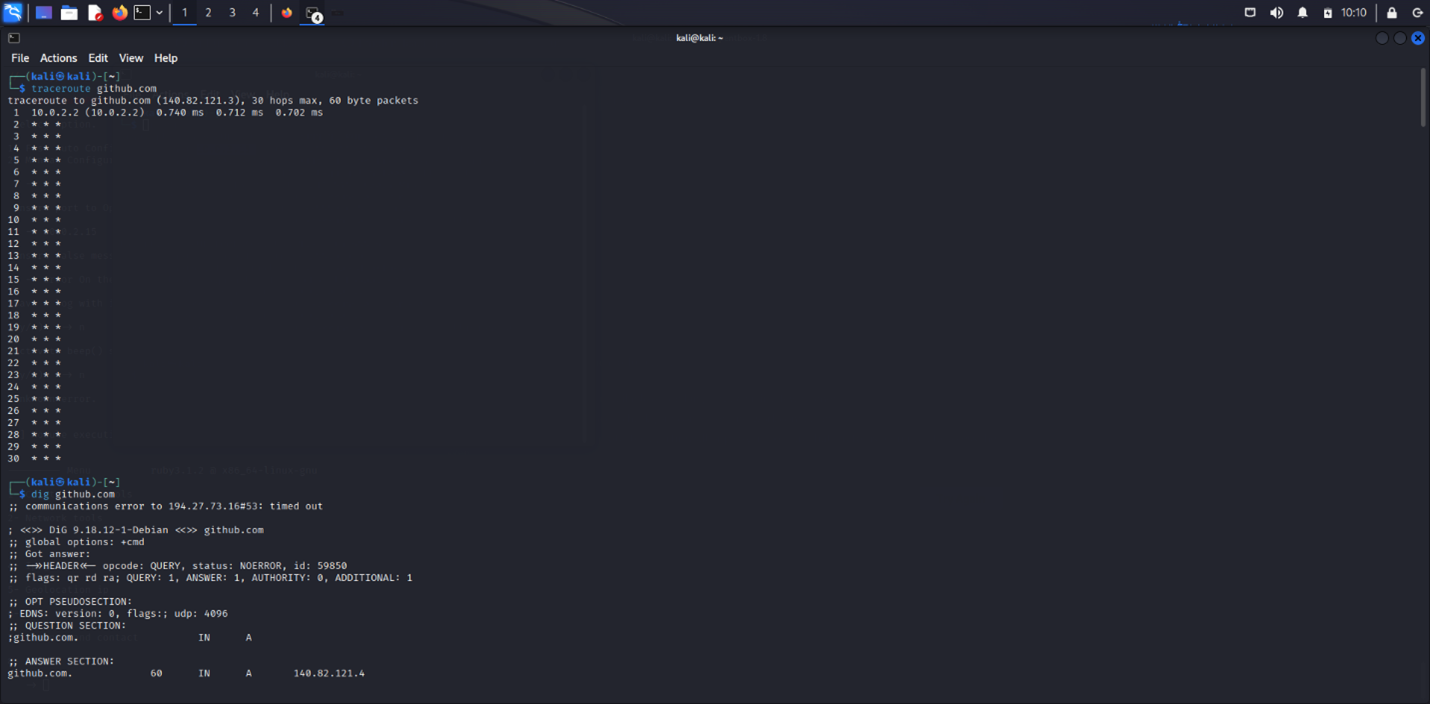 1 2 3 4 4 10:10
kali@kali: ~
File Actions Edit View Help
┌──(kali㉿kali)-[~]
└─$ traceroute github.com
traceroute to github.com (140.82.121.3), 30 hops max, 60 byte packets
 1  10.0.2.2 (10.0.2.2)  0.740 ms  0.712 ms  0.702 ms
 2  * * *
 3  * * *
 4  * * *
 5  * * *
 6  * * *
 7  * * *
 8  * * *
 9  * * *
10  * * *
11  * * *
12  * * *
13  * * *
14  * * *
15  * * *
16  * * *
17  * * *
18  * * *
19  * * *
20  * * *
21  * * *
22  * * *
23  * * *
24  * * *
25  * * *
26  * * *
27  * * *
28  * * *
29  * * *
30  * * *
┌──(kali㉿kali)-[~]
└─$ dig github.com
;; communications error to 194.27.73.16#53: timed out
; <<>> DiG 9.18.12-1-Debian <<>> github.com
;; global options: +cmd
;; Got answer:
;; ->>HEADER<<- opcode: QUERY, status: NOERROR, id: 59850
;; flags: qr rd ra; QUERY: 1, ANSWER: 1, AUTHORITY: 0, ADDITIONAL: 1
;; OPT PSEUDOSECTION:
; EDNS: version: 0, flags:; udp: 4096
;; QUESTION SECTION:
;github.com.                    IN      A
;; ANSWER SECTION:
github.com.             60      IN      A       140.82.121.4